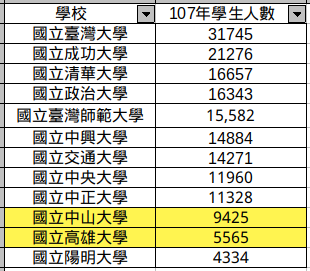 學校 107年學生人數
國立臺灣大學 31745
國立成功大學 21276
國立清華大學 16657
國立政治大學 16343
國立臺灣師範大學 15,582
國立中興大學 14884
國立交通大學 14271
國立中央大學 11960
國立中正大學 11328
國立中山大學 9425
國立高雄大學 5565
國立陽明大學 4334